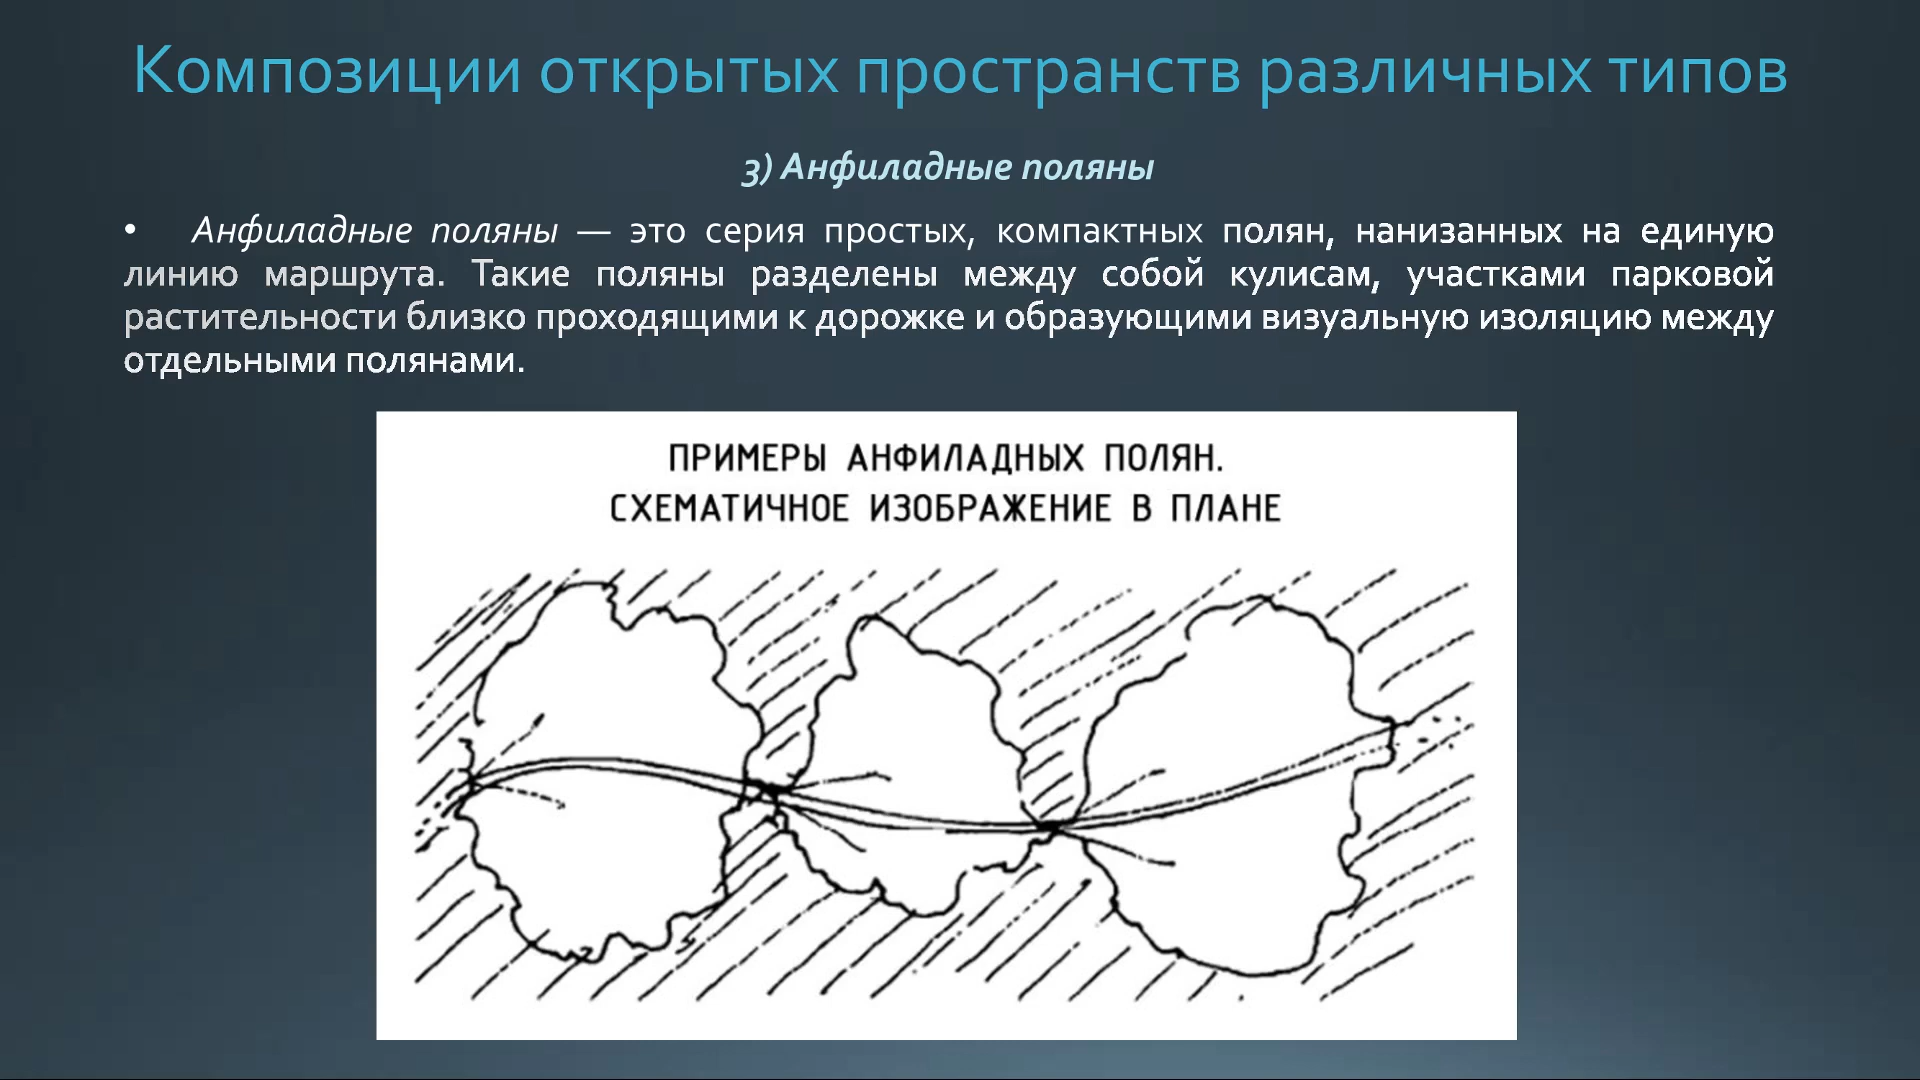 Композиции открытых пространств различных типов
3) Анфиладные поляны
• Анфиладные поляны — это серия простых, компактных полян, нанизанных на единую
линию маршрута. Такие поляны разделены между собой кулисам, участками парковой
растительности близко проходящими к дорожке и образующими визуальную изоляцию между
отдельными полянами.
ПРИМЕРЫ АНФИЛАДНЫХ ПОЛЯН.
СХЕМАТИЧНОЕ ИЗОБРАЖЕНИЕ В ПЛАНЕ